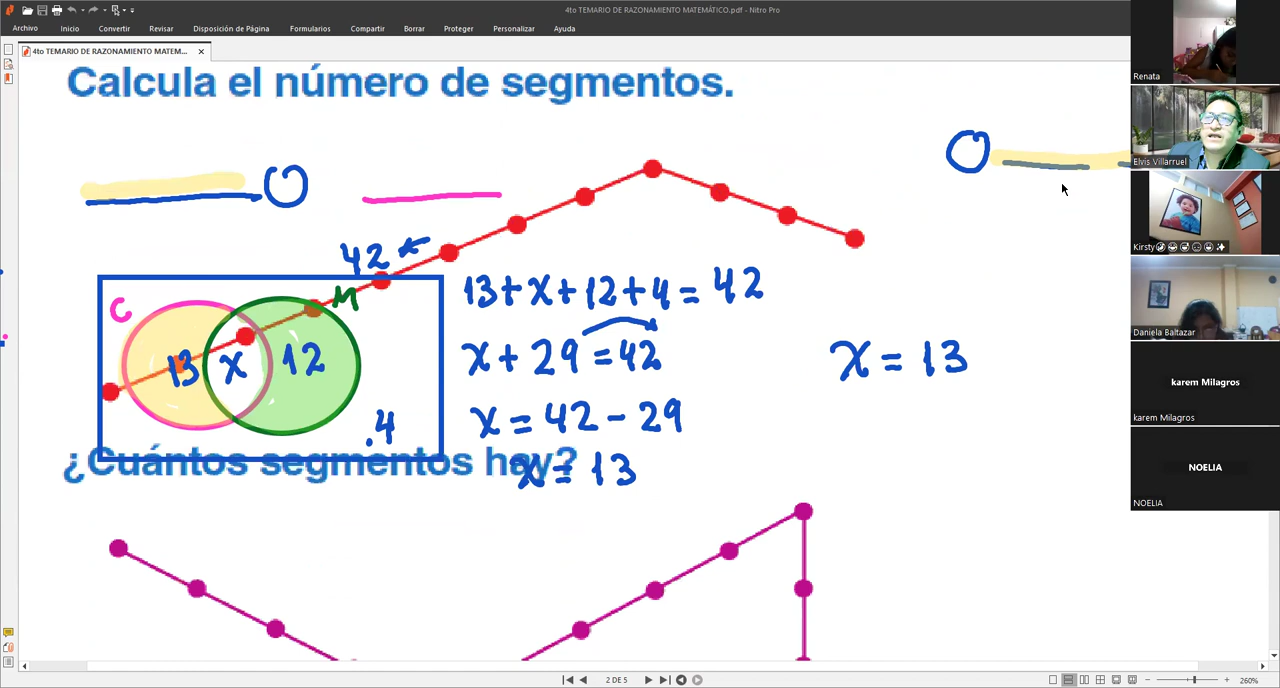 4to TEMARIO DE RAZONAMIENTO MATEMÁTICO.pdf - Nitro Pro
Archivo Inicio Convertir Revisar Disposición de Página Formularios Compartir Borrar Proteger Personalizar Ayuda
4to TEMARIO DE RAZONAMIENTO MATEM... ×
Calcula el número de segmentos.
42
C
M
13 x 12
.4
13 + x + 12 + 4 = 42
x + 29 = 42
x = 42 - 29
x = 13
x = 13
¿Cuántos segmentos hay?
Renata
Elvis Villarruel
Kirsty
Daniela Baltazar
karem Milagros
karem Milagros
NOELIA
NOELIA
2 DE 5
260%